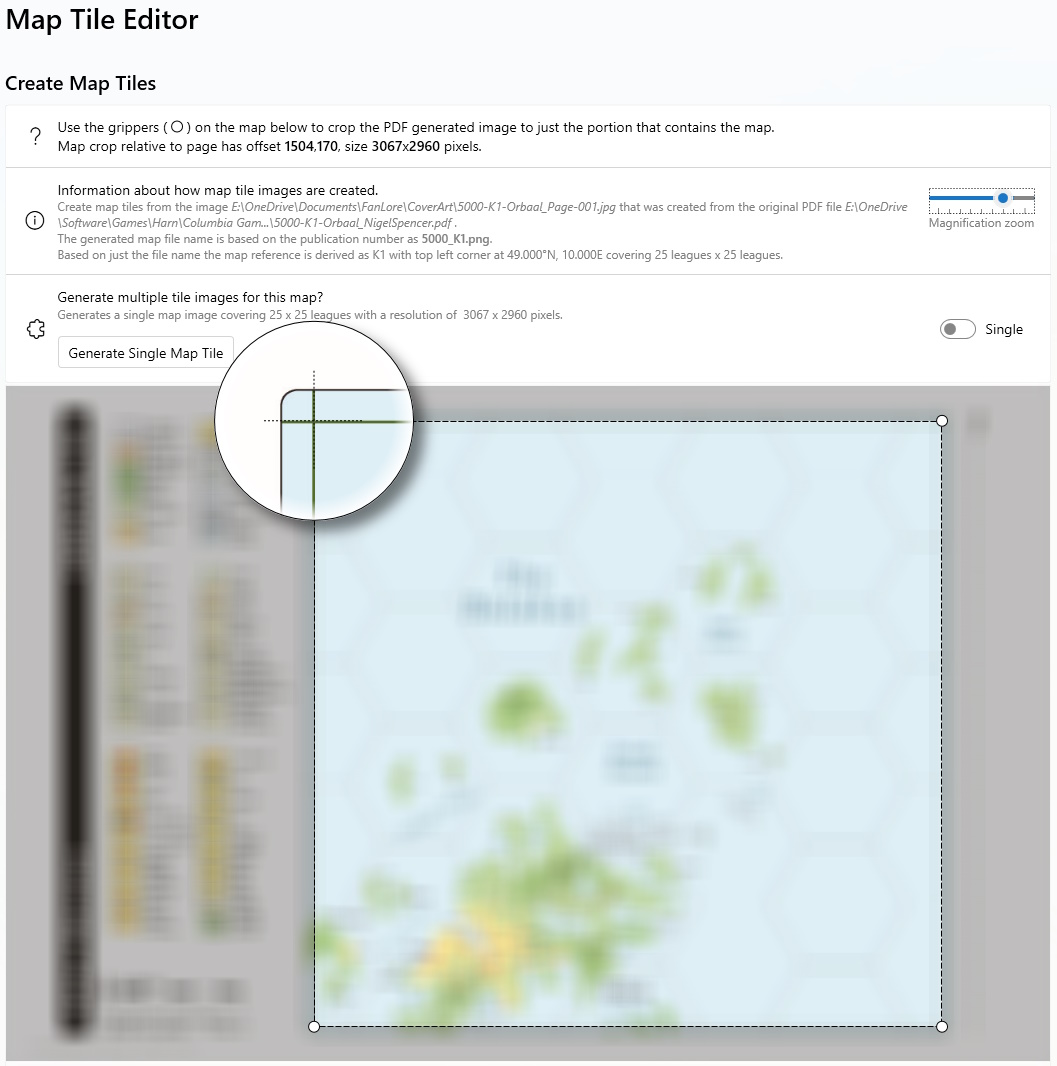 Map Tile Editor
Create Map Tiles
Use the grippers ( O ) on the map below to crop the PDF generated image to just the portion that contains the map.
Map crop relative to page has offset 1504,170, size 3067x2960 pixels.
Information about how map tile images are created.
Create map tiles from the image E:\OneDrive\Documents\FanLore\CoverArt\5000-K1-Orbaal_Page-001.jpg that was created from the original PDF file E:\OneDrive
\Software\Games\Harn\Columbia Gam...\5000-K1-Orbaal_NigelSpencer.pdf .
The generated map file name is based on the publication number as 5000_K1.png.
Based on just the file name the map reference is derived as K1 with top left corner at 49.000°N, 10.000E covering 25 leagues x 25 leagues.
Magnification zoom
Generate multiple tile images for this map?
Generates a single map image covering 25 x 25 leagues with a resolution of 3067 x 2960 pixels.
Single
Generate Single Map Tile